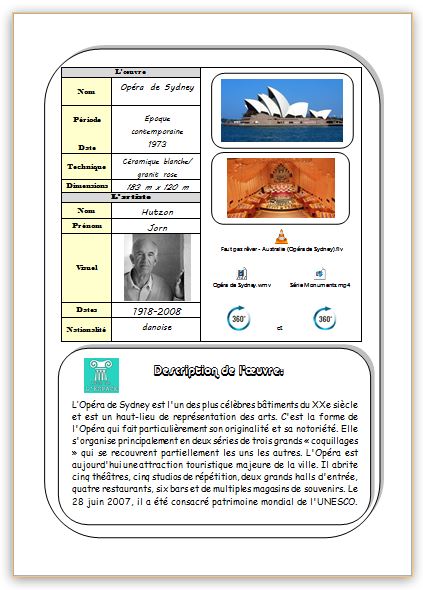 L'œuvre
Nom
Opéra de Sydney
Période
Epoque
contemporaine
Date
1973
Technique
Céramique blanche/
granit rose
Dimensions
183 m x 120 m
L'artiste
Nom
Hutzon
Prénom
Jorn
Visuel
Dates
1918-2008
Nationalité
danoise
Faut pas rêver - Australie (Opéra de Sydney).flv
Opéra de Sydney.wmv
Série Monuments.mp4
360°
et
360°
L'ESPACE
Description de l'œuvre:
L'Opéra de Sydney est l'un des plus célèbres bâtiments du XXe siècle
et est un haut-lieu de représentation des arts. C'est la forme de
l'Opéra qui fait particulièrement son originalité et sa notoriété. Elle
s'organise principalement en deux séries de trois grands « coquillages
» qui se recouvrent partiellement les uns les autres. L'Opéra est
aujourd'hui une attraction touristique majeure de la ville. Il abrite
cinq théâtres, cinq studios de répétition, deux grands halls d'entrée,
quatre restaurants, six bars et de multiples magasins de souvenirs. Le
28 juin 2007, il a été consacré patrimoine mondial de l'UNESCO.